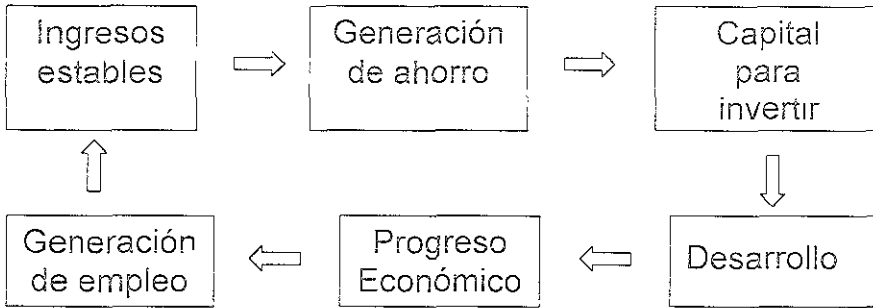 Ingresos
estables
Generación
de ahorro
Capital
para
invertir
Generación
de empleo
Progreso
Económico
Desarrollo